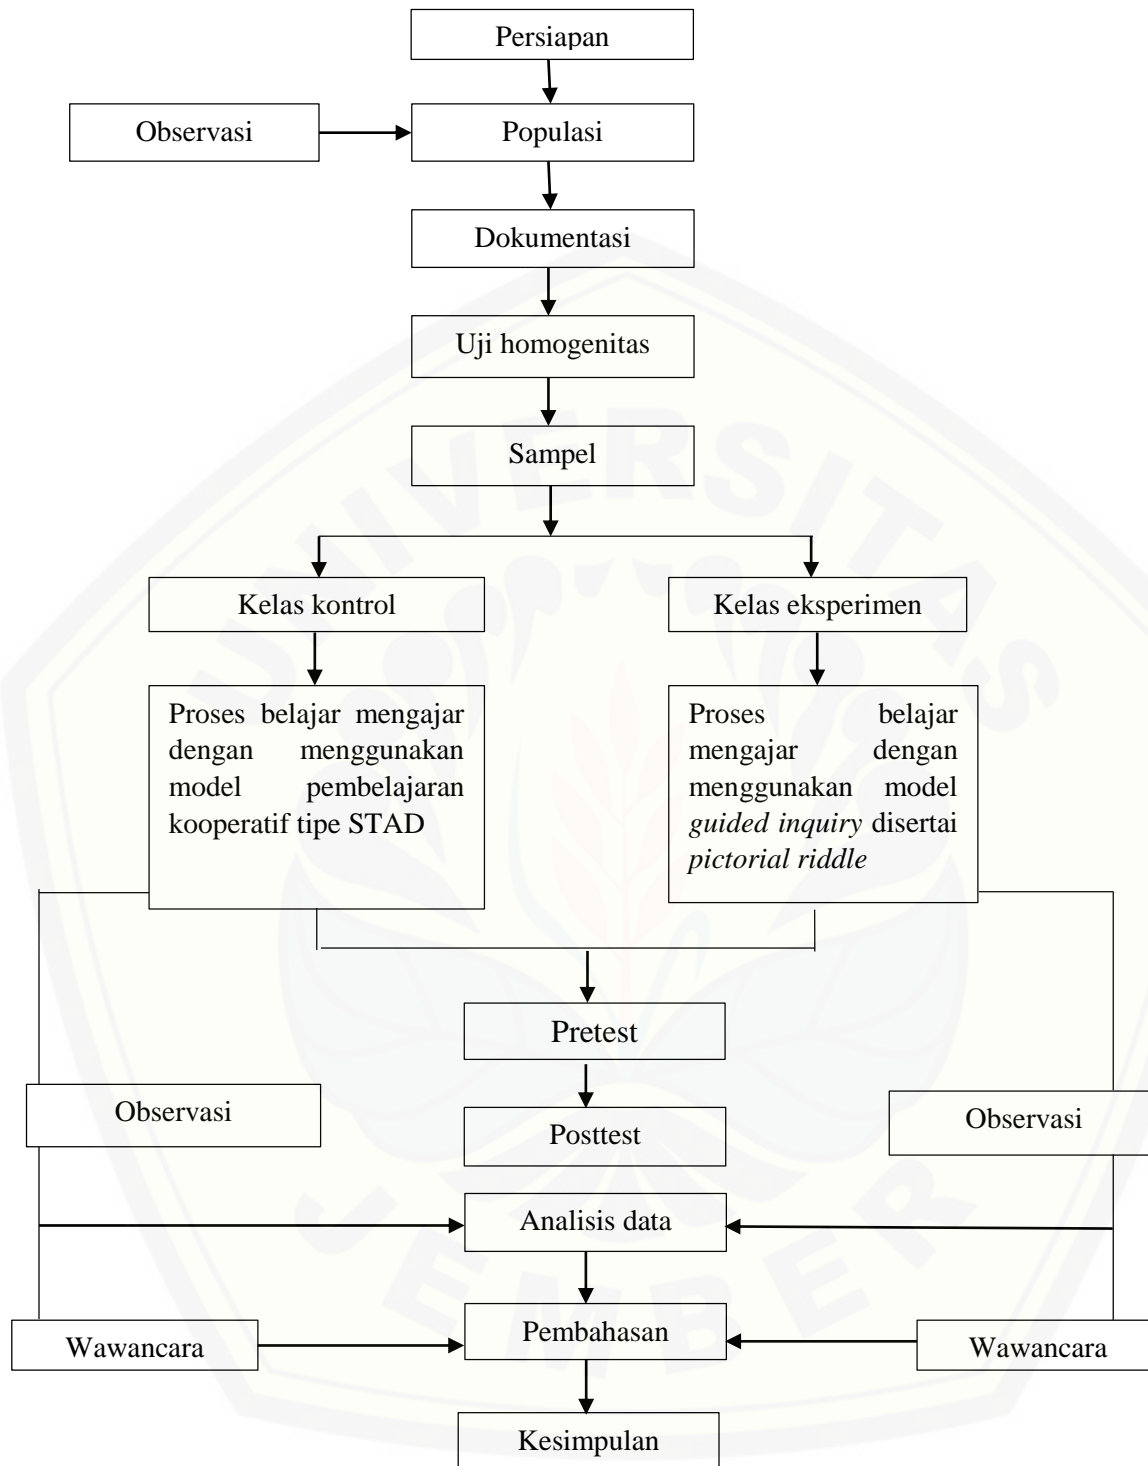 Persiapan
Observasi
Populasi
Dokumentasi
Uji homogenitas
Sampel
Kelas kontrol
Kelas eksperimen
Proses belajar mengajar
dengan menggunakan
model pembelajaran
kooperatif tipe STAD
Proses belajar
mengajar dengan
menggunakan model
guided inquiry disertai
pictorial riddle
Pretest
Observasi
Posttest
Observasi
Analisis data
Wawancara
Pembahasan
Wawancara
Kesimpulan
UNIVERSITAS
JEMBER